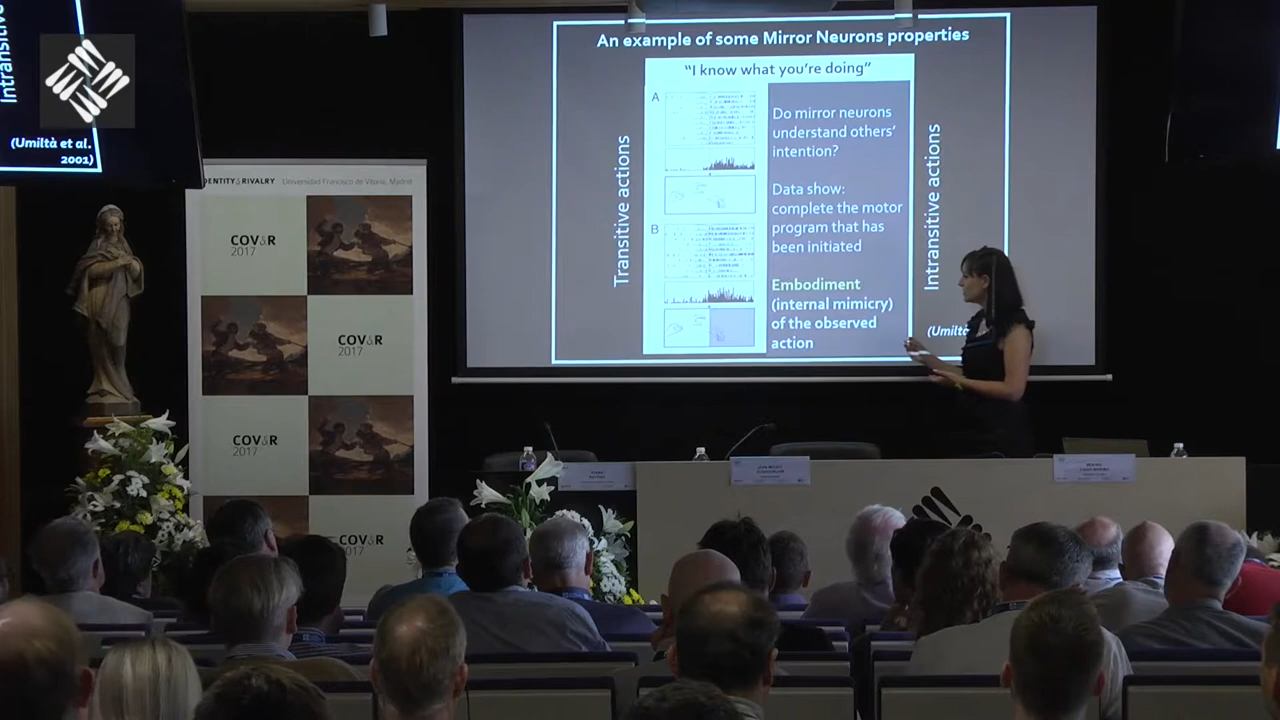 Intransitive
(Umiltà et al.
2001)
IDENTITY&RIVALRY Universidad Francisco de Vitoria, Madrid
COV&R
2017
COV&R
2017
COV&R
2017
COV&R
2017
An example of some Mirror Neurons properties
"I know what you're doing"
A
B
Transitive actions
Do mirror neurons
understand others'
intention?
Data show:
complete the motor
program that has
been initiated
Embodiment
(internal mimicry)
of the observed
action
Intransitive actions
(Umiltà